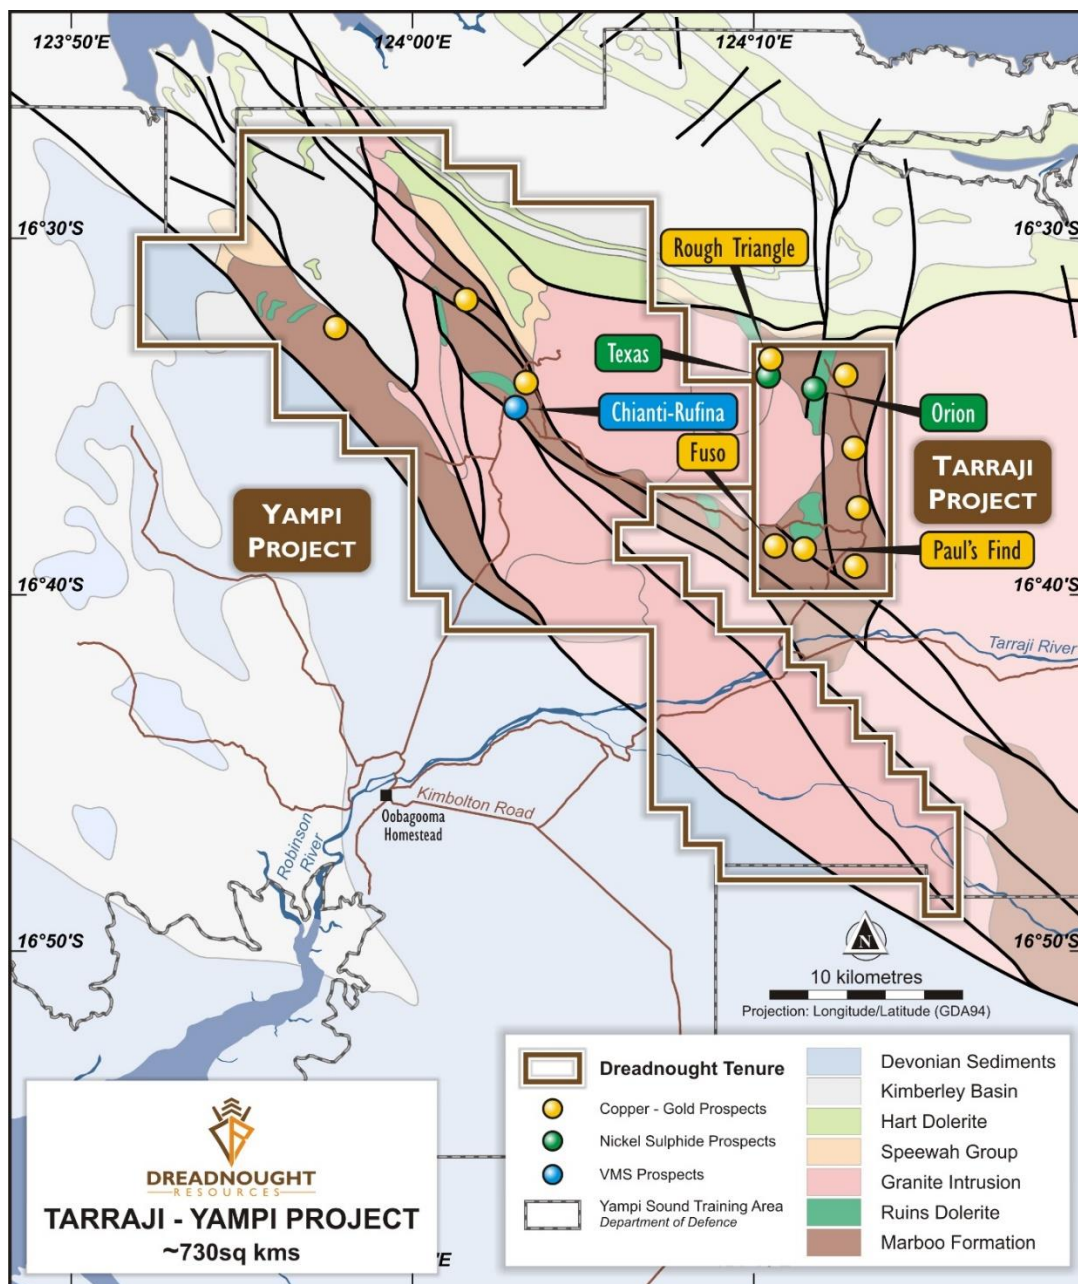 123°50'E
124°00'E
124°10'E
16°30'S
16°30'S
Rough Triangle
Texas
Chianti-Rufina
Orion
Fuso
TARRAJI
PROJECT
YAMPI
PROJECT
Paul's Find
16°40'S
16°40'S
Tarraji River
Kimbolton Road
Oobagooma
Homestead
Robinson
River
16°50'S
16°50'S
N
10 kilometres
Projection: Longitude/Latitude (GDA94)
Dreadnought Tenure
Copper - Gold Prospects
Nickel Sulphide Prospects
VMS Prospects
Yampi Sound Training Area
Department of Defence
Devonian Sediments
Kimberley Basin
Hart Dolerite
Speewah Group
Granite Intrusion
Ruins Dolerite
Marboo Formation
DREADNOUGHT
RESOURCES
TARRAJI - YAMPI PROJECT
~730sq kms